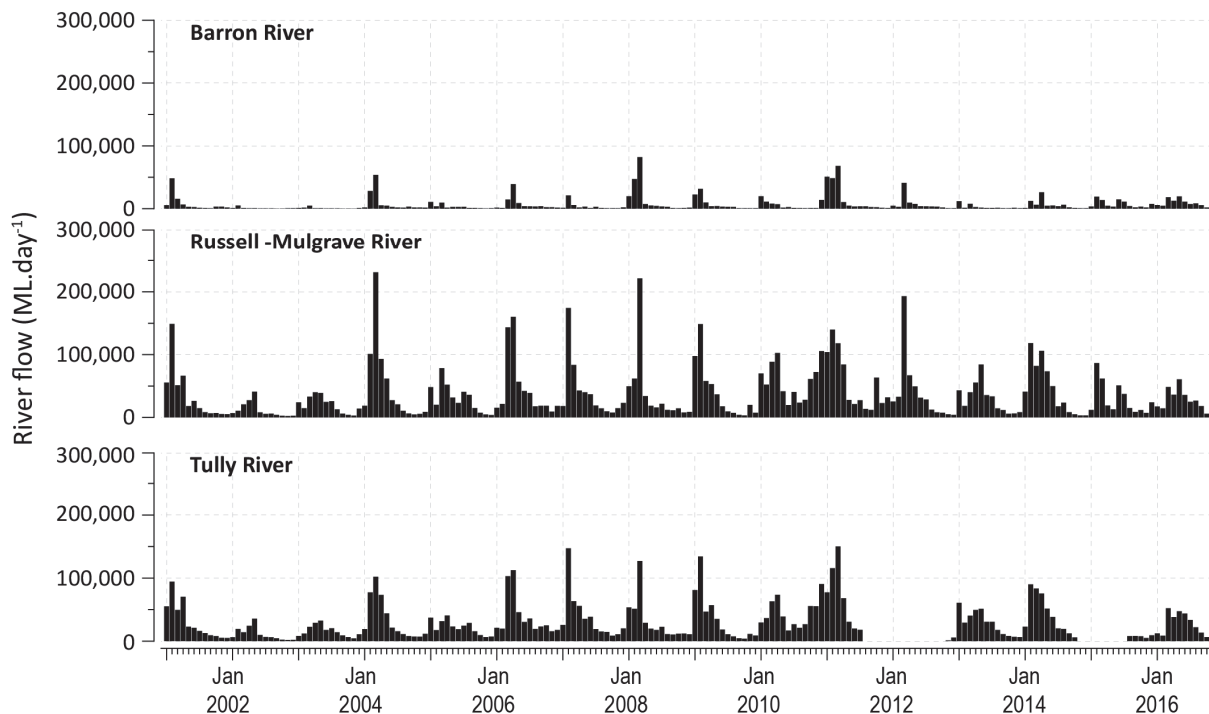 300,000
Barron River
200,000
100,000
0
300,000
Russell -Mulgrave River
200,000
100,000
0
River flow (ML.day-1)
300,000
Tully River
200,000
100,000
0
Jan Jan Jan Jan Jan Jan Jan Jan
2002 2004 2006 2008 2010 2012 2014 2016